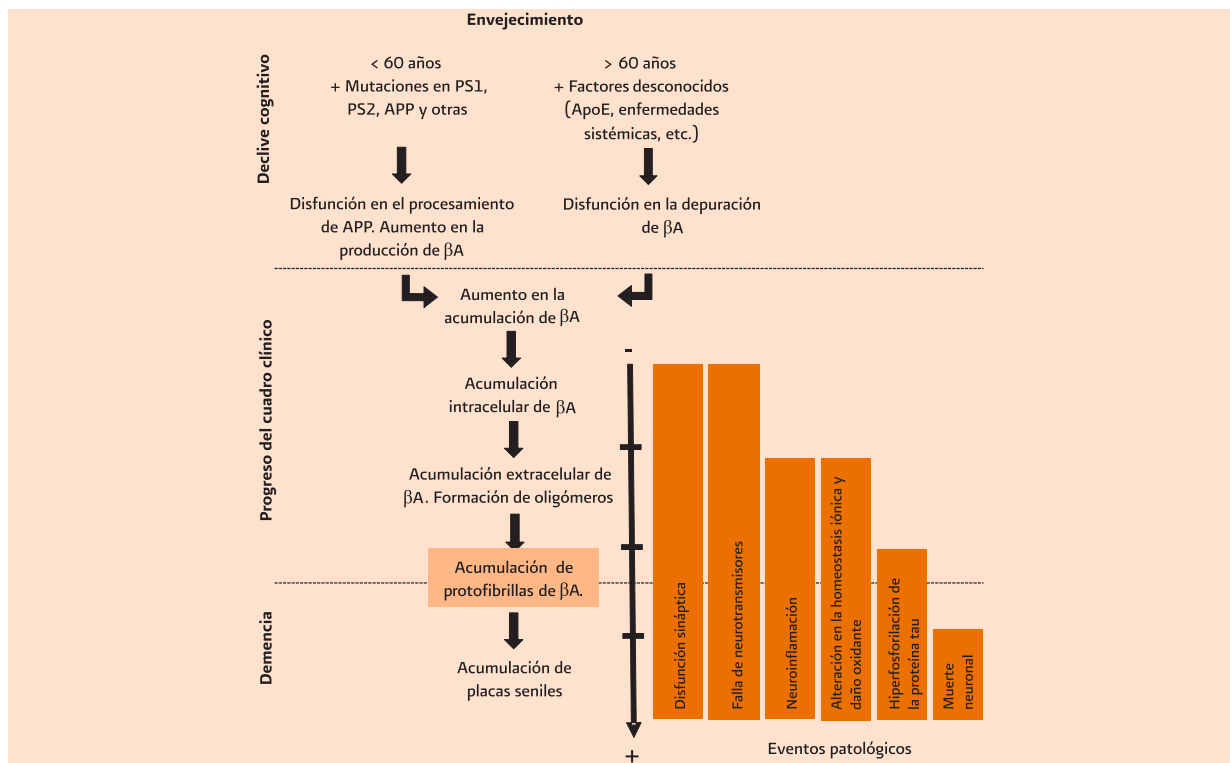 Envejecimiento
Declive cognitivo
< 60 años
+ Mutaciones en PS1,
PS2, APP y otras
> 60 años
+ Factores desconocidos
(ApoE, enfermedades
sistémicas, etc.)
Disfunción en el procesamiento
de APP. Aumento en la
producción de βA
Disfunción en la depuración
de βA
Progreso del cuadro clínico
Aumento en la
acumulación de βA
Acumulación
intracelular de βA
Acumulación extracelular de
βA. Formación de oligómeros
Acumulación de
protofibrillas de βA.
Demencia
Acumulación de
placas seniles
-
+
Disfunción sináptica
Falla de neurotransmisores
Neuroinflamación
Alteración en la homeostasis iónica y
daño oxidante
Hiperfosforilación de
la proteína tau
Muerte
neuronal
Eventos patológicos